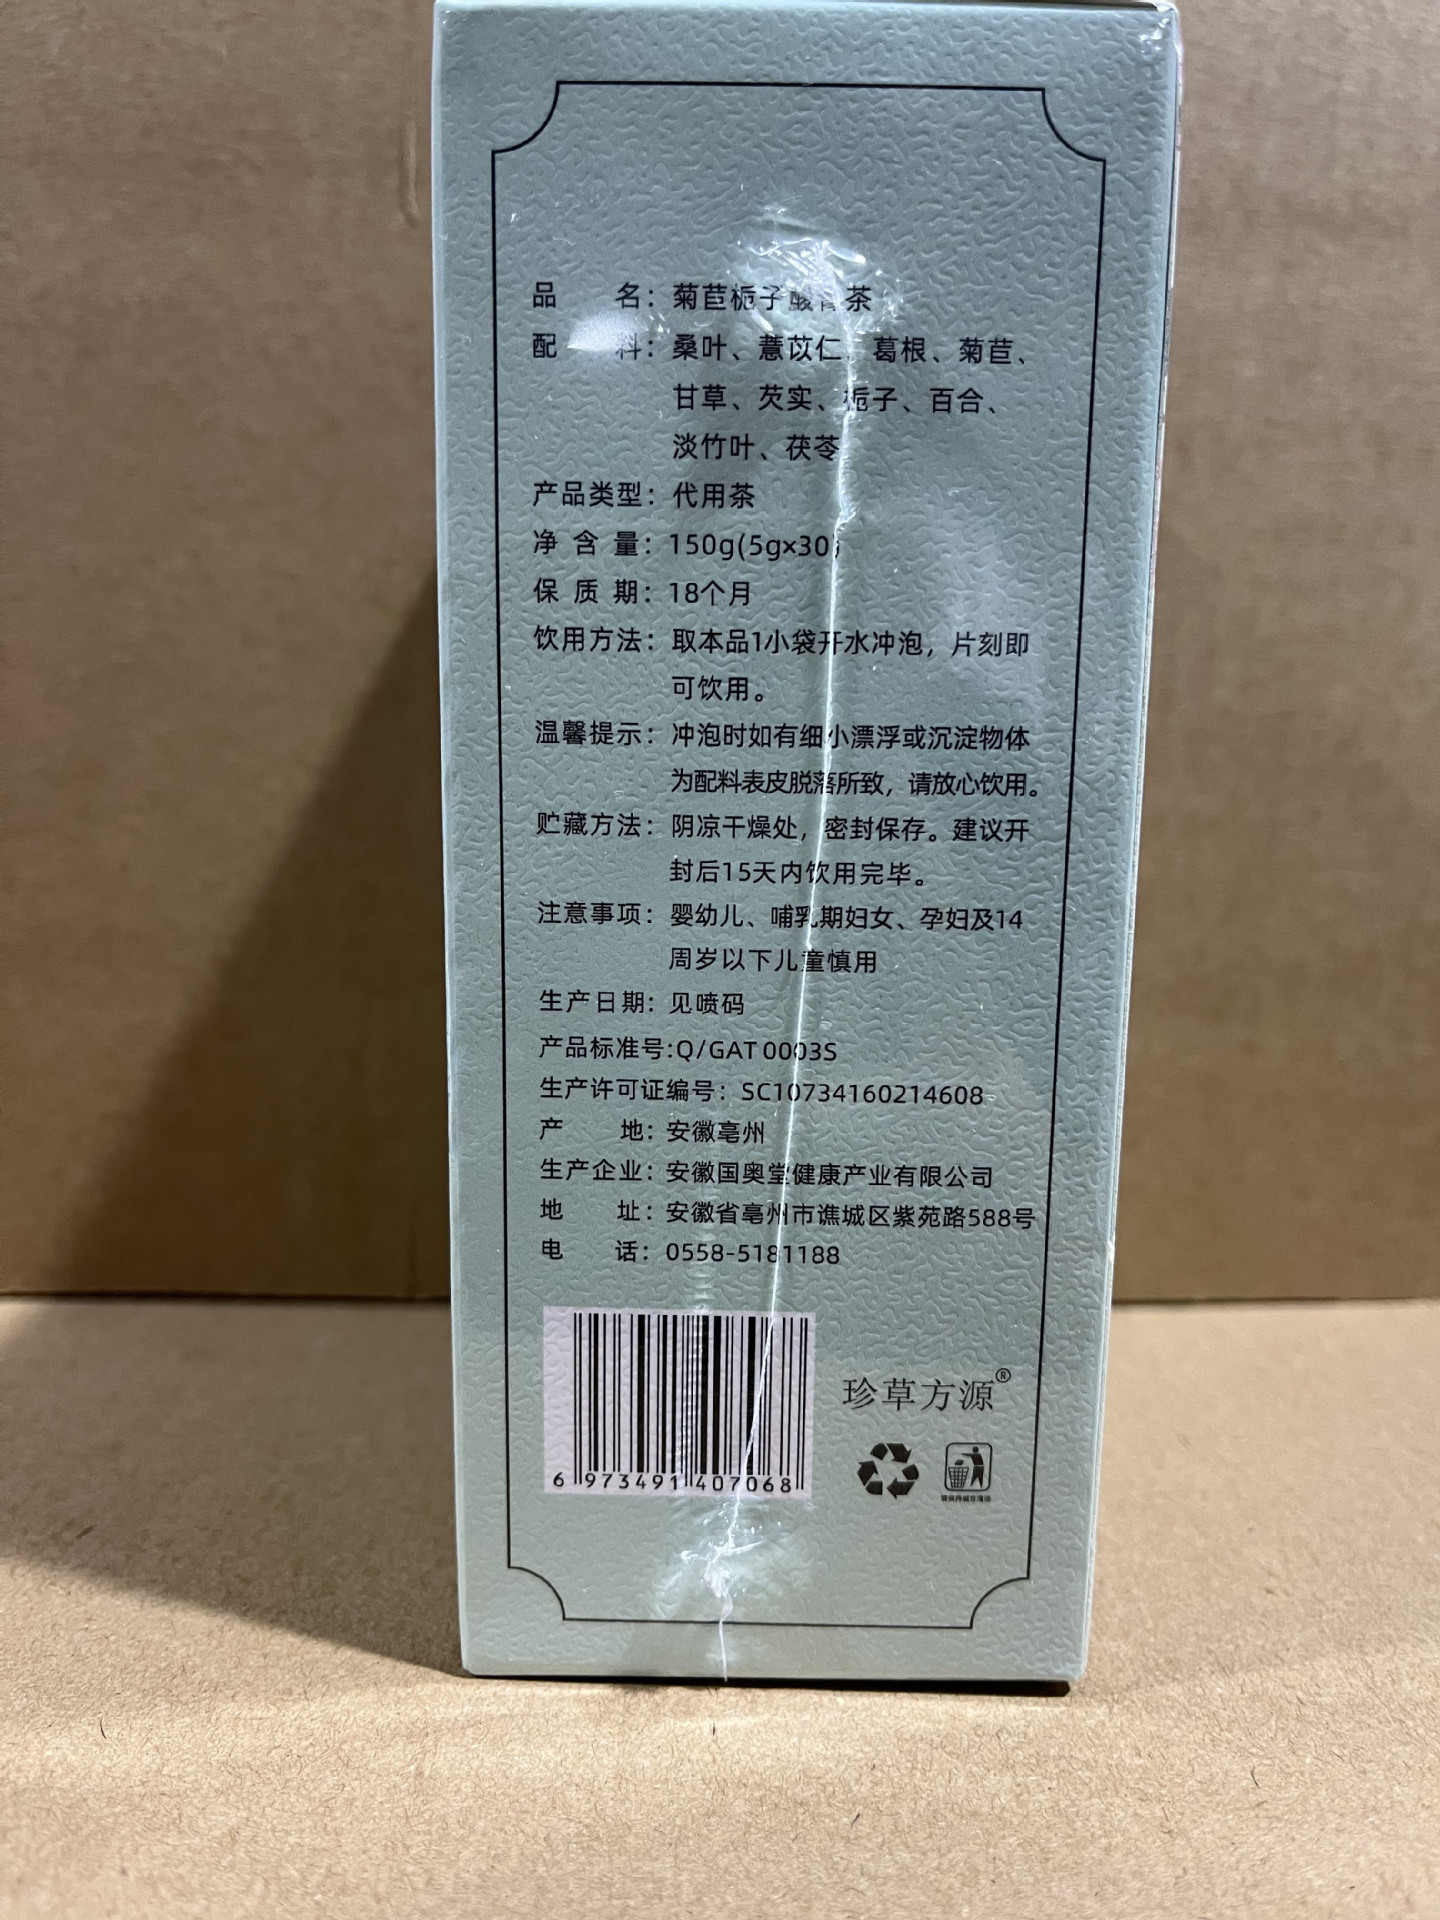 品 名：菊苣栀子酸膏茶
配 料：桑叶、薏苡仁、葛根、菊苣、
甘草、芡实、栀子、百合、
淡竹叶、茯苓
产品类型：代用茶
净 含 量：150g(5g×30)
保 质 期：18个月
饮用方法：取本品1小袋开水冲泡，片刻即
可饮用。
温馨提示：冲泡时如有细小漂浮或沉淀物体
为配料表皮脱落所致，请放心饮用。
贮藏方法：阴凉干燥处，密封保存。建议开
封后15天内饮用完毕。
注意事项：婴幼儿、哺乳期妇女、孕妇及14
周岁以下儿童慎用
生产日期：见喷码
产品标准号:Q/GAT 0003S
生产许可证编号：SC10734160214608
产 地：安徽亳州
生产企业：安徽国奥堂健康产业有限公司
地 址：安徽省亳州市谯城区紫苑路588号
电 话：0558-5181188
6 973491 407068
珍草方源®